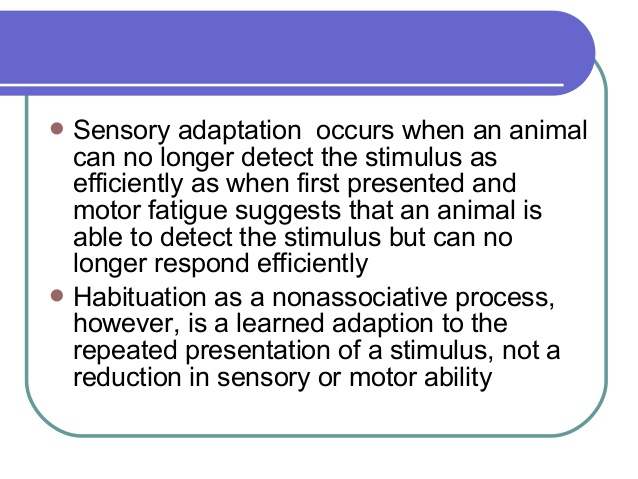 Sensory adaptation  occurs when an animal
can no longer detect the stimulus as
efficiently as when first presented and
motor fatigue suggests that an animal is
able to detect the stimulus but can no
longer respond efficiently
Habituation as a nonassociative process,
however, is a learned adaption to the
repeated presentation of a stimulus, not a
reduction in sensory or motor ability